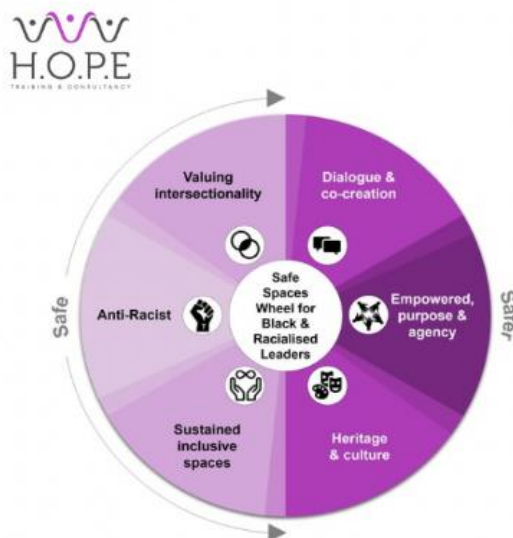 H.O.P.E
TRAINING & CONSULTANCY
Valuing
intersectionality
Dialogue &
co-creation
Safe
Anti-Racist
Safe
Spaces
Wheel for
Black &
Racialised
Leaders
Empowered,
purpose &
agency
Safer
Sustained
inclusive
spaces
Heritage
& culture